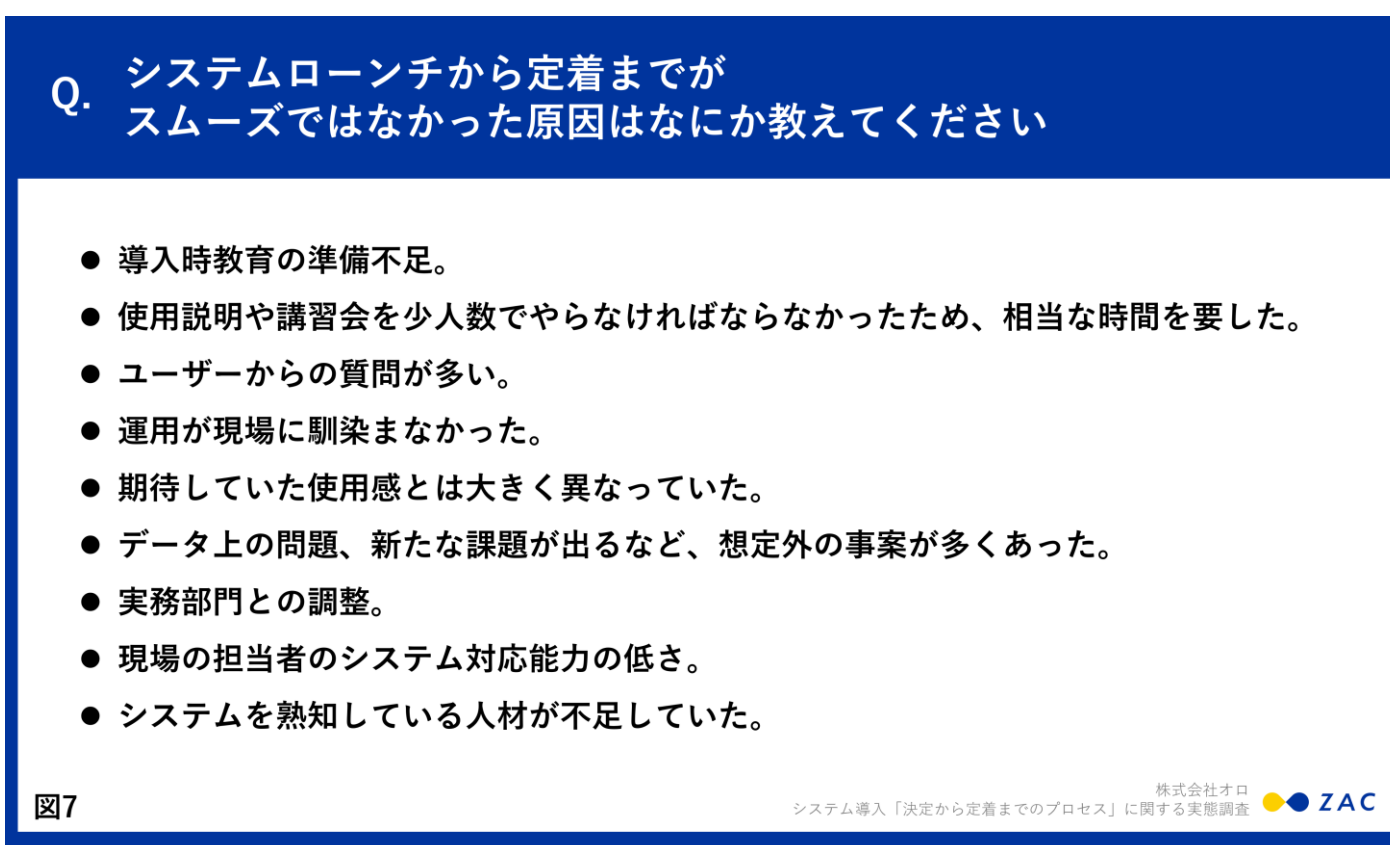 Q. システムローンチから定着までが
スムーズではなかった原因はなにか教えてください
● 導入時教育の準備不足。
● 使用説明や講習会を少人数でやらなければならなかったため、相当な時間を要した。
● ユーザーからの質問が多い。
● 運用が現場に馴染まなかった。
● 期待していた使用感とは大きく異なっていた。
● データ上の問題、新たな課題が出るなど、想定外の事案が多くあった。
● 実務部門との調整。
● 現場の担当者のシステム対応能力の低さ。
● システムを熟知している人材が不足していた。
図7
株式会社オロ
システム導入「決定から定着までのプロセス」に関する実態調査
ZAC